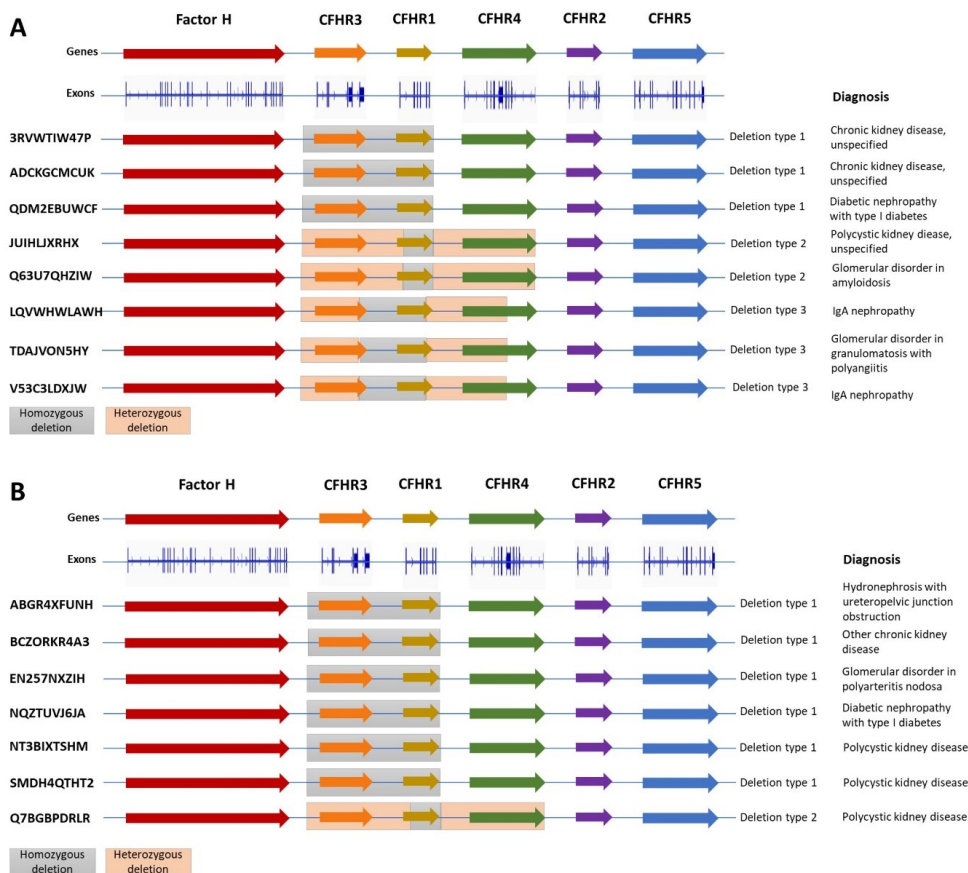 A
Factor H CFHR3 CFHR1 CFHR4 CFHR2 CFHR5
Genes
Exons
Diagnosis
3RVWTIW47P Deletion type 1 Chronic kidney disease,
unspecified
ADCKGCMCUK Deletion type 1 Chronic kidney disease,
unspecified
QDM2EBUWCF Deletion type 1 Diabetic nephropathy
with type I diabetes
JUIHLJXRHX Deletion type 2 Polycystic kidney disease,
unspecified
Q63U7QHZIW Deletion type 2 Glomerular disorder in
amyloidosis
LQVWHWLAWH Deletion type 3 IgA nephropathy
TDAJVON5HY Deletion type 3 Glomerular disorder in
granulomatosis with
polyangiitis
V53C3LDXJW Deletion type 3 IgA nephropathy
Homozygous
deletion
Heterozygous
deletion
B
Factor H CFHR3 CFHR1 CFHR4 CFHR2 CFHR5
Genes
Exons
Diagnosis
ABGR4XFUNH Deletion type 1 Hydronephrosis with
ureteropelvic junction
obstruction
BCZORKR4A3 Deletion type 1 Other chronic kidney
disease
EN257NXZIH Deletion type 1 Glomerular disorder in
polyarteritis nodosa
NQZTUVJ6JA Deletion type 1 Diabetic nephropathy
with type I diabetes
NT3BIXTSHM Deletion type 1 Polycystic kidney disease
SMDH4QTHT2 Deletion type 1 Polycystic kidney disease
Q7BGBPDRLR Deletion type 2 Polycystic kidney disease
Homozygous
deletion
Heterozygous
deletion